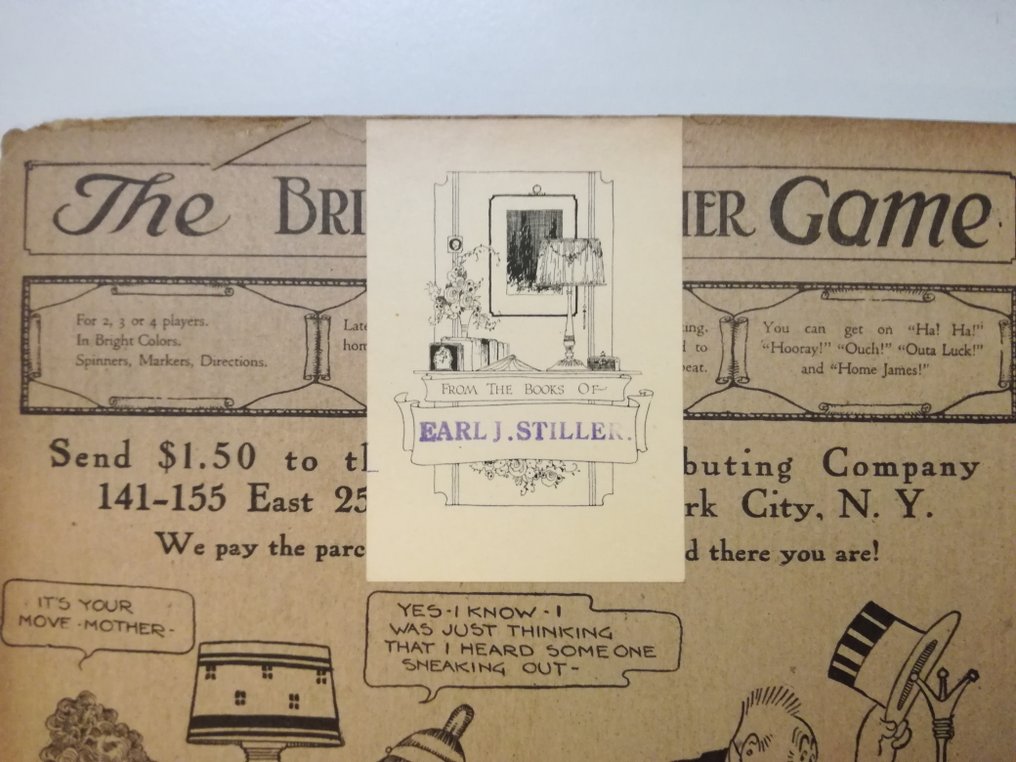 The BRI
IER Game
For 2, 3 or 4 players.
In Bright Colors.
Spinners, Markers, Directions.
You can get on "Ha! Ha!"
"Hooray!" "Ouch!" "Outa Luck!"
and "Home James!"
FROM THE BOOKS OF
EARL J. STILLER.
Send $1.50 to t
buting Company
141-155 East 25
rk City, N. Y.
We pay the parc
d there you are!
IT'S YOUR
MOVE - MOTHER -
YES - I KNOW - I
WAS JUST THINKING
THAT I HEARD SOMEONE
SNEAKING OUT -